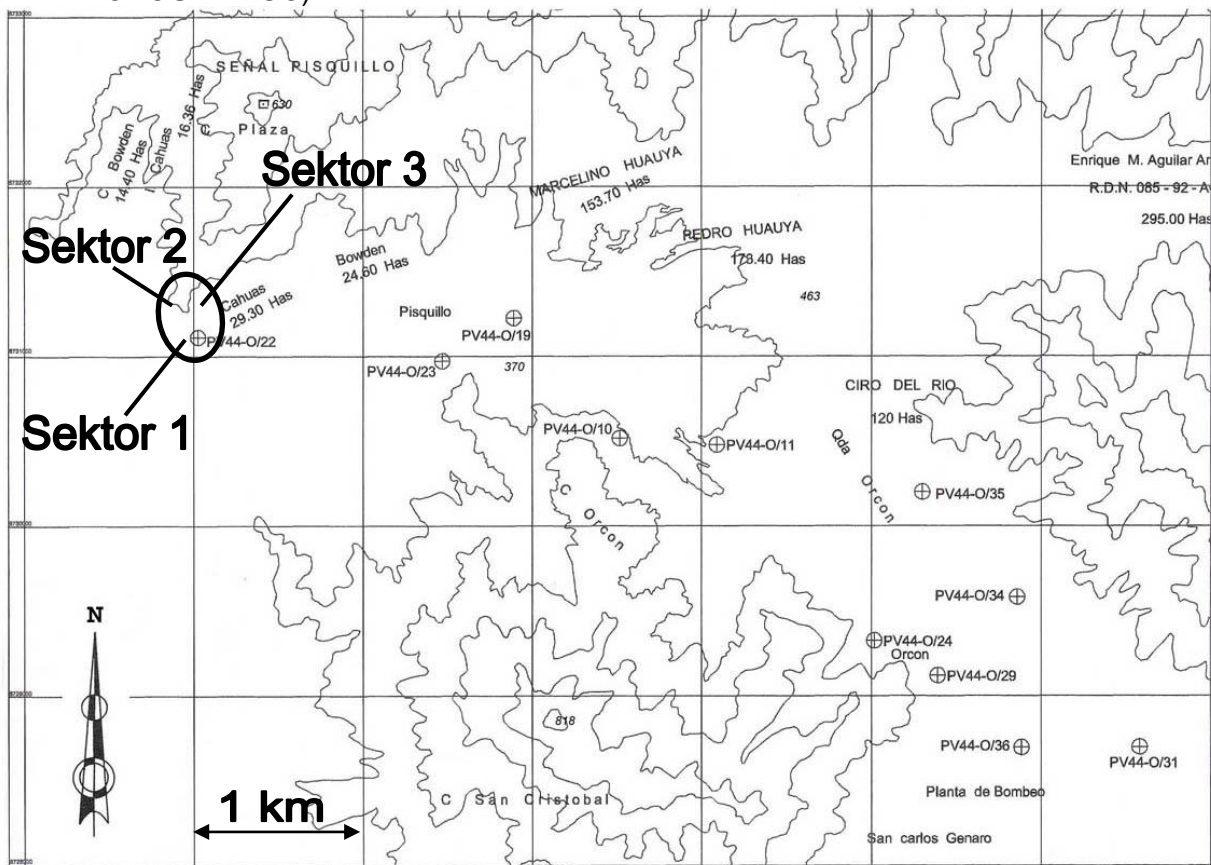 SEÑAL PISQUILLO
630
Plaza
16.36 Has
C Bowden
14.40 Has
I Cahuas
Sektor 3
MARCELINO HUAUYA
153.70 Has
Enrique M. Aguilar Ar
R.D.N. 085 - 92 - A
295.00 Has
Sektor 2
Bowden
24.60 Has
PEDRO HUAUYA
178.40 Has
Cahuas
29.30 Has
463
Pisquillo
PV44-O/19
PV44-O/22
PV44-O/23
370
Sektor 1
CIRO DEL RIO
120 Has
PV44-O/10
PV44-O/11
Qda Orcon
PV44-O/35
C Orcon
N
PV44-O/34
PV44-O/24
Orcon
PV44-O/29
818
PV44-O/36
PV44-O/31
Planta de Bombeo
1 km
C San Cristobal
San carlos Genaro